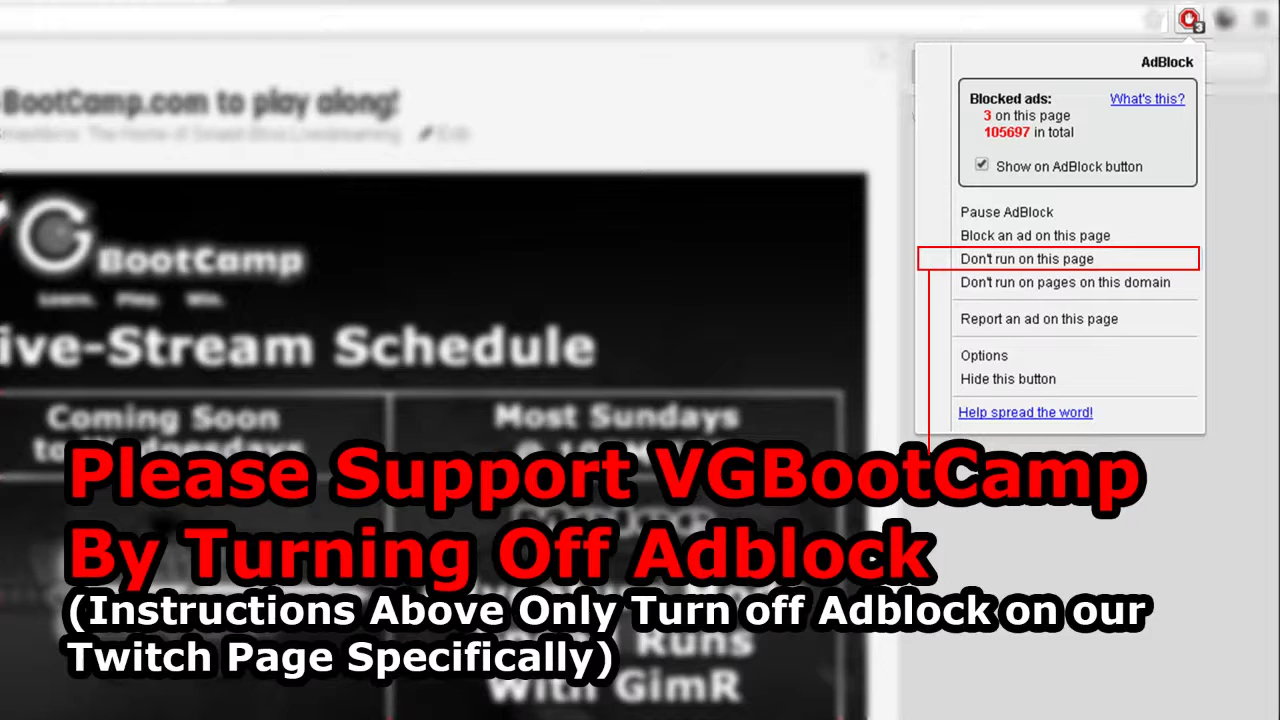 BootCamp.com to play along!
AdBlock
Blocked ads:
What's this?
3 on this page
105697 in total
Show on AdBlock button
Pause AdBlock
Block an ad on this page
Don't run on this page
Don't run on pages on this domain
Report an ad on this page
Options
Hide this button
Help spread the word!
G
BootCamp
Learn. Play. Win.
ive-Stream Schedule
Coming Soon
Most Sundays
Please Support VGBootCamp
By Turning Off Adblock
(Instructions Above Only Turn off Adblock on our
Twitch Page Specifically)
Runs
With GimR